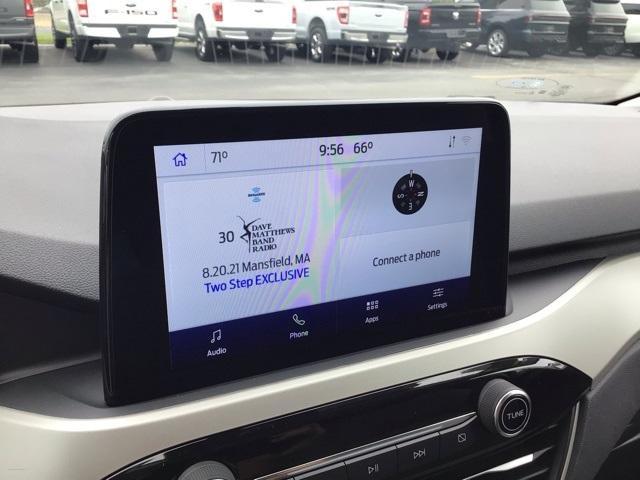 F-150
71°
9:56 66°
30
DAVE
MATTHEWS
BAND
RADIO
8.20.21 Mansfield, MA
Two Step EXCLUSIVE
W
S
N
E
Connect a phone
Audio
Phone
Apps
Settings
TUNE